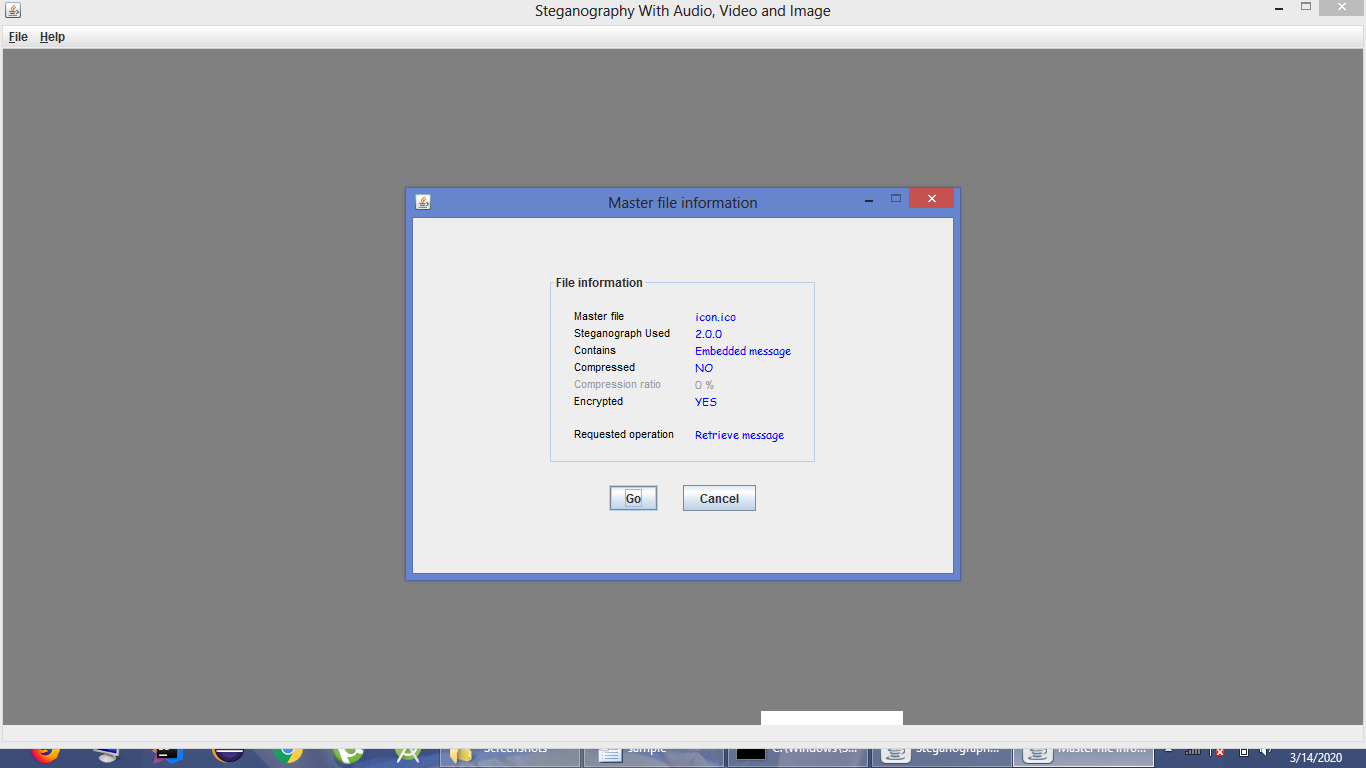 Steganography With Audio, Video and Image
File Help
Master file information
File information
Master file icon.ico
Steganograph Used 2.0.0
Contains Embedded message
Compressed NO
Compression ratio 0 %
Encrypted YES
Requested operation Retrieve message
Go Cancel
Screenshots sample C:\Windows\S... Steganograph... Master file info...
3/14/2020